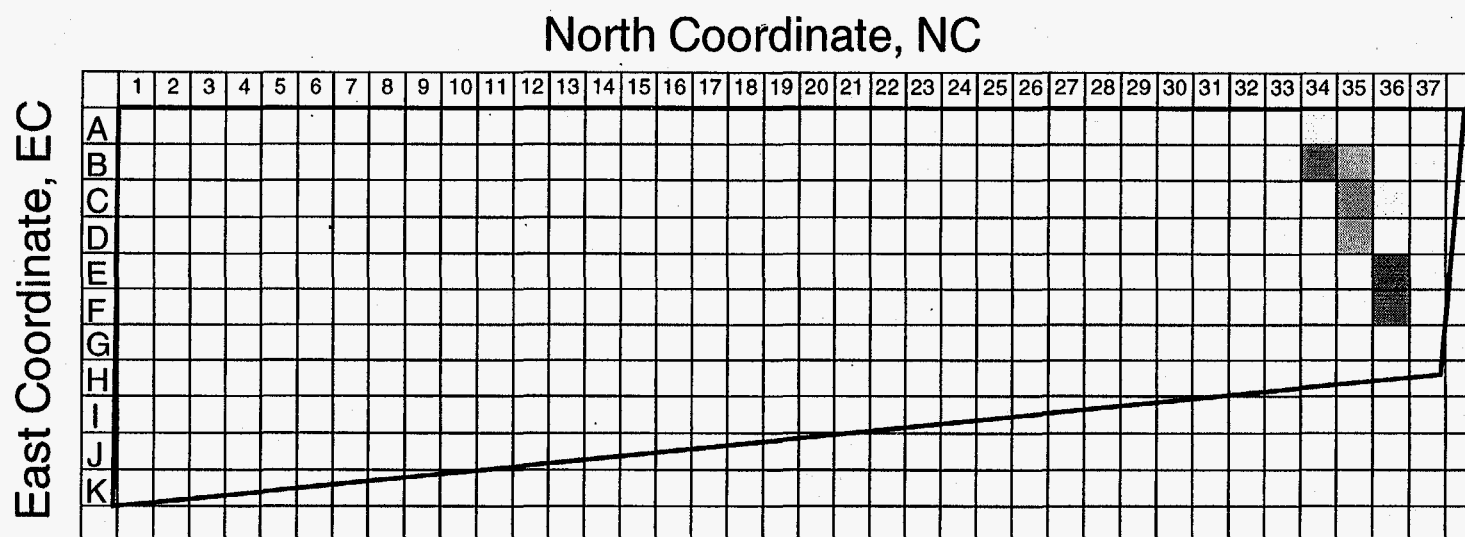 North Coordinate, NC
East Coordinate, EC
1 2 3 4 5 6 7 8 9 10 11 12 13 14 15 16 17 18 19 20 21 22 23 24 25 26 27 28 29 30 31 32 33 34 35 36 37
A
B
C
D
E
F
G
H
I
J
K